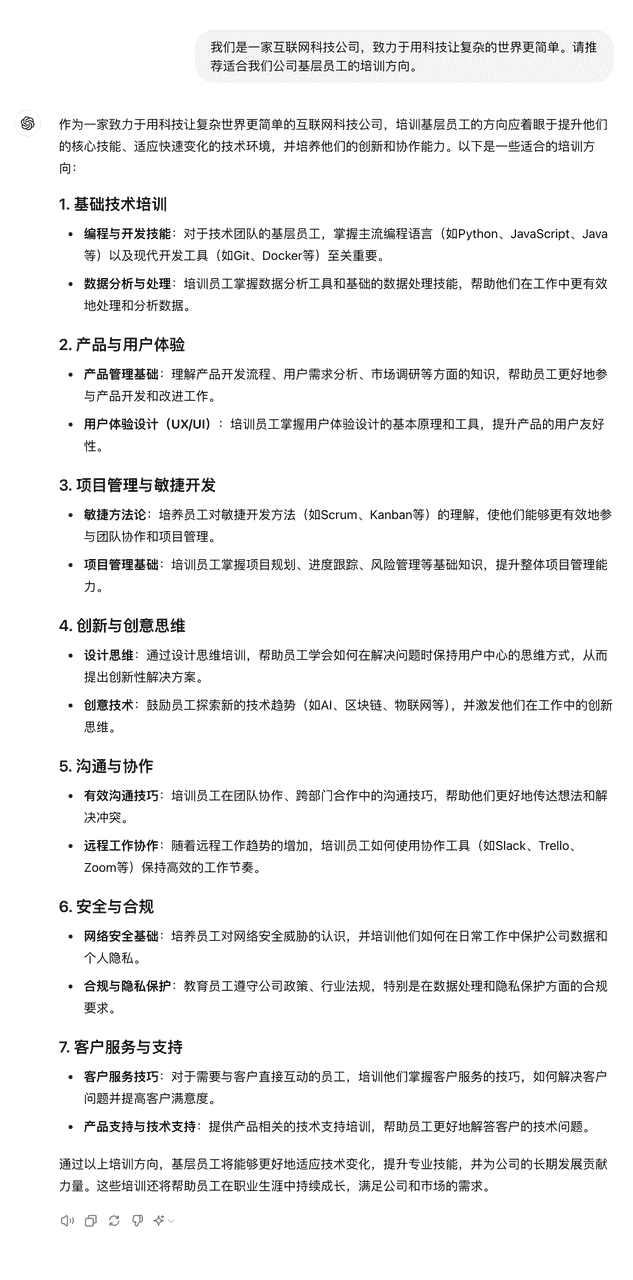 我们是一家互联网科技公司，致力于用科技让复杂的世界更简单。请推
荐适合我们公司基层员工的培训方向。
作为一家致力于用科技让复杂世界更简单的互联网科技公司，培训基层员工的方向应着眼于提升他们
的核心技能、适应快速变化的技术环境，并培养他们的创新和协作能力。以下是一些适合的培训方
向：
1. 基础技术培训
• 编程与开发技能：对于技术团队的基层员工，掌握主流编程语言（如Python、JavaScript、Java
等）以及现代开发工具（如Git、Docker等）至关重要。
• 数据分析与处理：培训员工掌握数据分析工具和基础的数据处理技能，帮助他们在工作中更有效
地处理和分析数据。
2. 产品与用户体验
• 产品管理基础：理解产品开发流程、用户需求分析、市场调研等方面的知识，帮助员工更好地参
与产品开发和改进工作。
• 用户体验设计（UX/UI）：培训员工掌握用户体验设计的基本原理和工具，提升产品的用户友好
性。
3. 项目管理与敏捷开发
• 敏捷方法论：培养员工对敏捷开发方法（如Scrum、Kanban等）的理解，使他们能够更有效地参
与团队协作和项目管理。
• 项目管理基础：培训员工掌握项目规划、进度跟踪、风险管理等基础知识，提升整体项目管理能
力。
4. 创新与创意思维
• 设计思维：通过设计思维培训，帮助员工学会如何在解决问题时保持用户中心的思维方式，从而
提出创新性解决方案。
• 创意技术：鼓励员工探索新的技术趋势（如AI、区块链、物联网等），并激发他们在工作中的创新
思维。
5. 沟通与协作
• 有效沟通技巧：培训员工在团队协作、跨部门合作中的沟通技巧，帮助他们更好地传达想法和解
决冲突。
• 远程工作协作：随着远程工作趋势的增加，培训员工如何使用协作工具（如Slack、Trello、
Zoom等）保持高效的工作节奏。
6. 安全与合规
• 网络安全基础：培养员工对网络安全威胁的认识，并培训他们如何在日常工作中保护公司数据和
个人隐私。
• 合规与隐私保护：教育员工遵守公司政策、行业法规，特别是在数据处理和隐私保护方面的合规
要求。
7. 客户服务与支持
• 客户服务技巧：对于需要与客户直接互动的员工，培训他们掌握客户服务的技巧，如何解决客户
问题并提高客户满意度。
• 产品支持与技术支持：提供产品相关的技术支持培训，帮助员工更好地解答客户的技术问题。
通过以上培训方向，基层员工将能够更好地适应技术变化，提升专业技能，并为公司的长期发展贡献
力量。这些培训还将帮助员工在职业生涯中持续成长，满足公司和市场的需求。